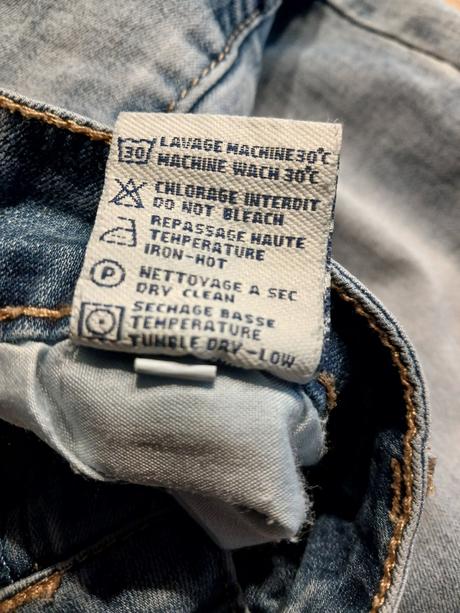 30 LAVAGE MACHINE 30°C
MACHINE WACH 30°C
CHLORAGE INTERDIT
DO NOT BLEACH
REPASSAGE HAUTE
TEMPERATURE
IRON-HOT
P NETTOYAGE A SEC
DRY CLEAN
SECHAGE BASSE
TEMPERATURE
TUMBLE DRY-LOW